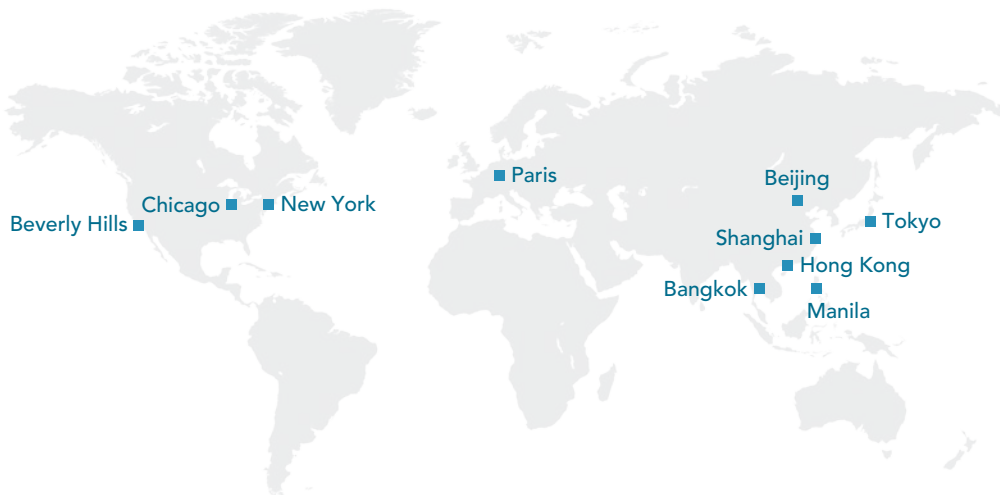 Paris
Beijing
Chicago
New York
Beverly Hills
Tokyo
Shanghai
Hong Kong
Bangkok
Manila